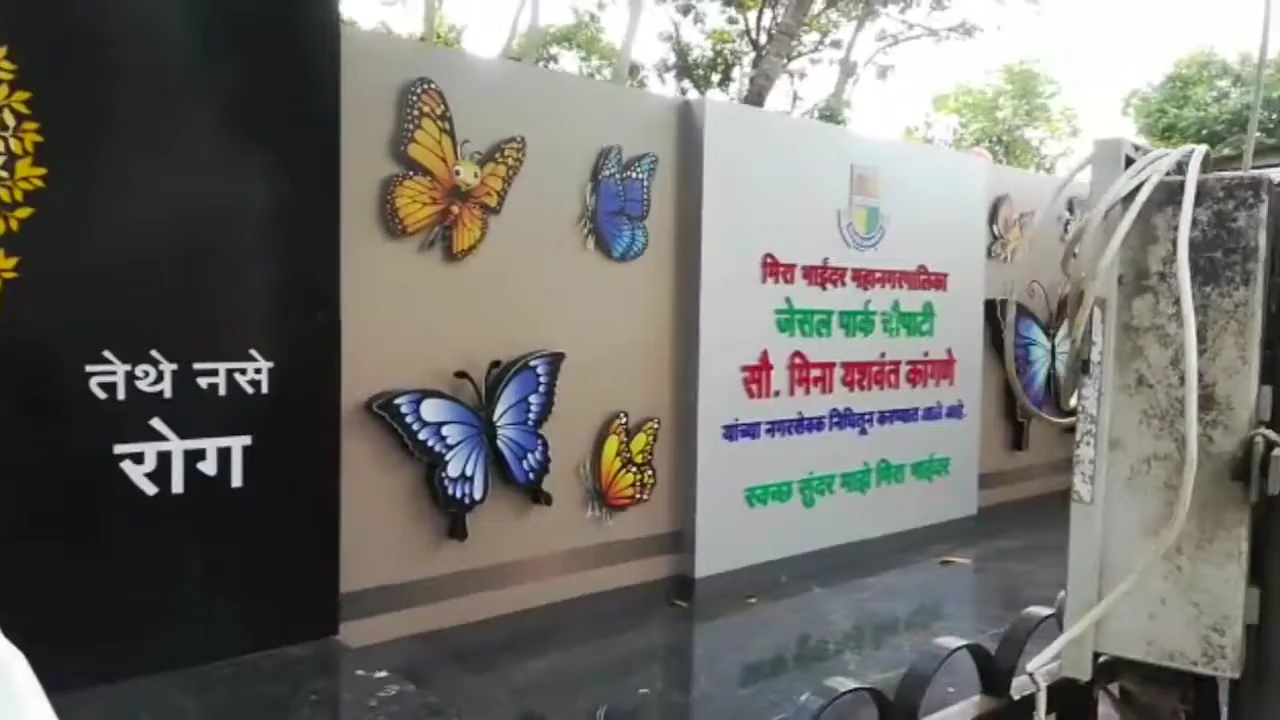 तेथे नसे
रोग
मिरा भाईंदर महानगरपालिका
जेसल पार्क चौपाटी
सौ. मिना यशवंत कांगणे
यांच्या नगरसेवक निधितून करण्यात आले आहे.
स्वच्छ सुंदर माझे मिरा भाईंदर